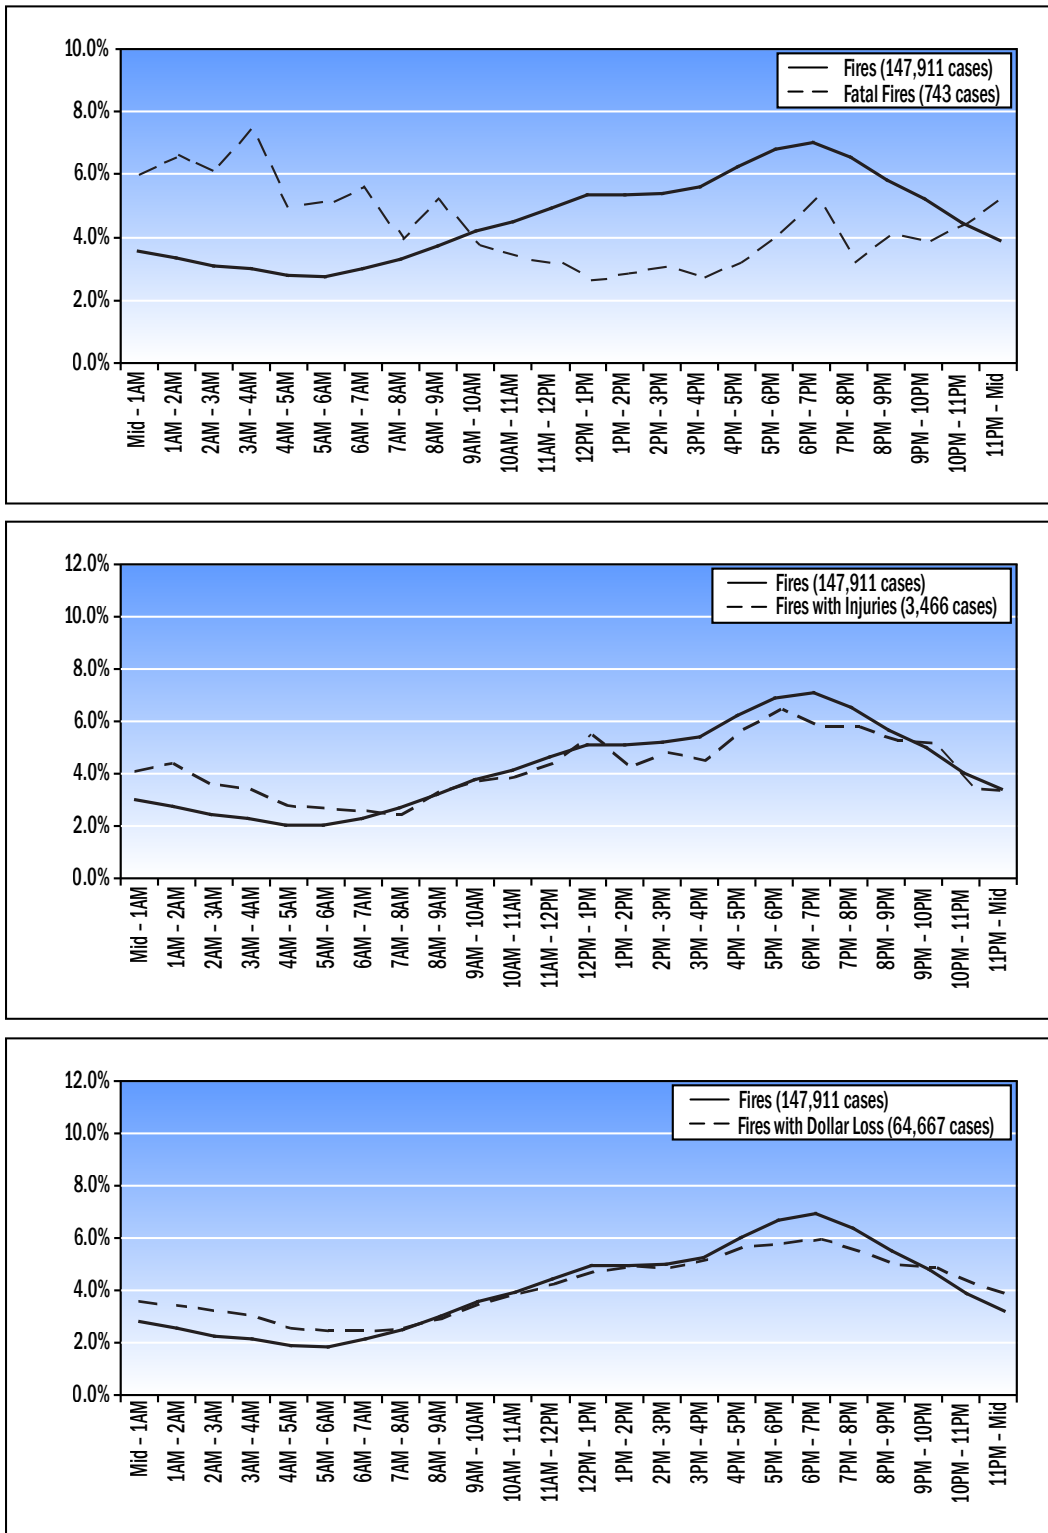 10.0%
8.0%
6.0%
4.0%
2.0%
0.0%
Fires (147,911 cases)
Fatal Fires (743 cases)
Mid – 1AM
1AM – 2AM
2AM – 3AM
3AM – 4AM
4AM – 5AM
5AM – 6AM
6AM – 7AM
7AM – 8AM
8AM – 9AM
9AM – 10AM
10AM – 11AM
11AM – 12PM
12PM – 1PM
1PM – 2PM
2PM – 3PM
3PM – 4PM
4PM – 5PM
5PM – 6PM
6PM – 7PM
7PM – 8PM
8PM – 9PM
9PM – 10PM
10PM – 11PM
11PM – Mid
12.0%
10.0%
8.0%
6.0%
4.0%
2.0%
0.0%
Fires (147,911 cases)
Fires with Injuries (3,466 cases)
Mid – 1AM
1AM – 2AM
2AM – 3AM
3AM – 4AM
4AM – 5AM
5AM – 6AM
6AM – 7AM
7AM – 8AM
8AM – 9AM
9AM – 10AM
10AM – 11AM
11AM – 12PM
12PM – 1PM
1PM – 2PM
2PM – 3PM
3PM – 4PM
4PM – 5PM
5PM – 6PM
6PM – 7PM
7PM – 8PM
8PM – 9PM
9PM – 10PM
10PM – 11PM
11PM – Mid
12.0%
10.0%
8.0%
6.0%
4.0%
2.0%
0.0%
Fires (147,911 cases)
Fires with Dollar Loss (64,667 cases)
Mid – 1AM
1AM – 2AM
2AM – 3AM
3AM – 4AM
4AM – 5AM
5AM – 6AM
6AM – 7AM
7AM – 8AM
8AM – 9AM
9AM – 10AM
10AM – 11AM
11AM – 12PM
12PM – 1PM
1PM – 2PM
2PM – 3PM
3PM – 4PM
4PM – 5PM
5PM – 6PM
6PM – 7PM
7PM – 8PM
8PM – 9PM
9PM – 10PM
10PM – 11PM
11PM – Mid